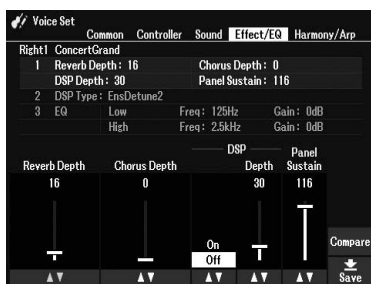 Voice Set
Common Controller Sound Effect/EQ Harmony/Arp
Right1 ConcertGrand
1 Reverb Depth: 16 Chorus Depth: 0
DSP Depth: 30 Panel Sustain: 116
2 DSP Type: EnsDetune2
3 EQ Low Freq: 125Hz Gain: 0dB
High Freq: 2.5kHz Gain: 0dB
DSP Panel
Reverb Depth Chorus Depth Depth Sustain
16 0 30 116
On
Off
Compare
Save